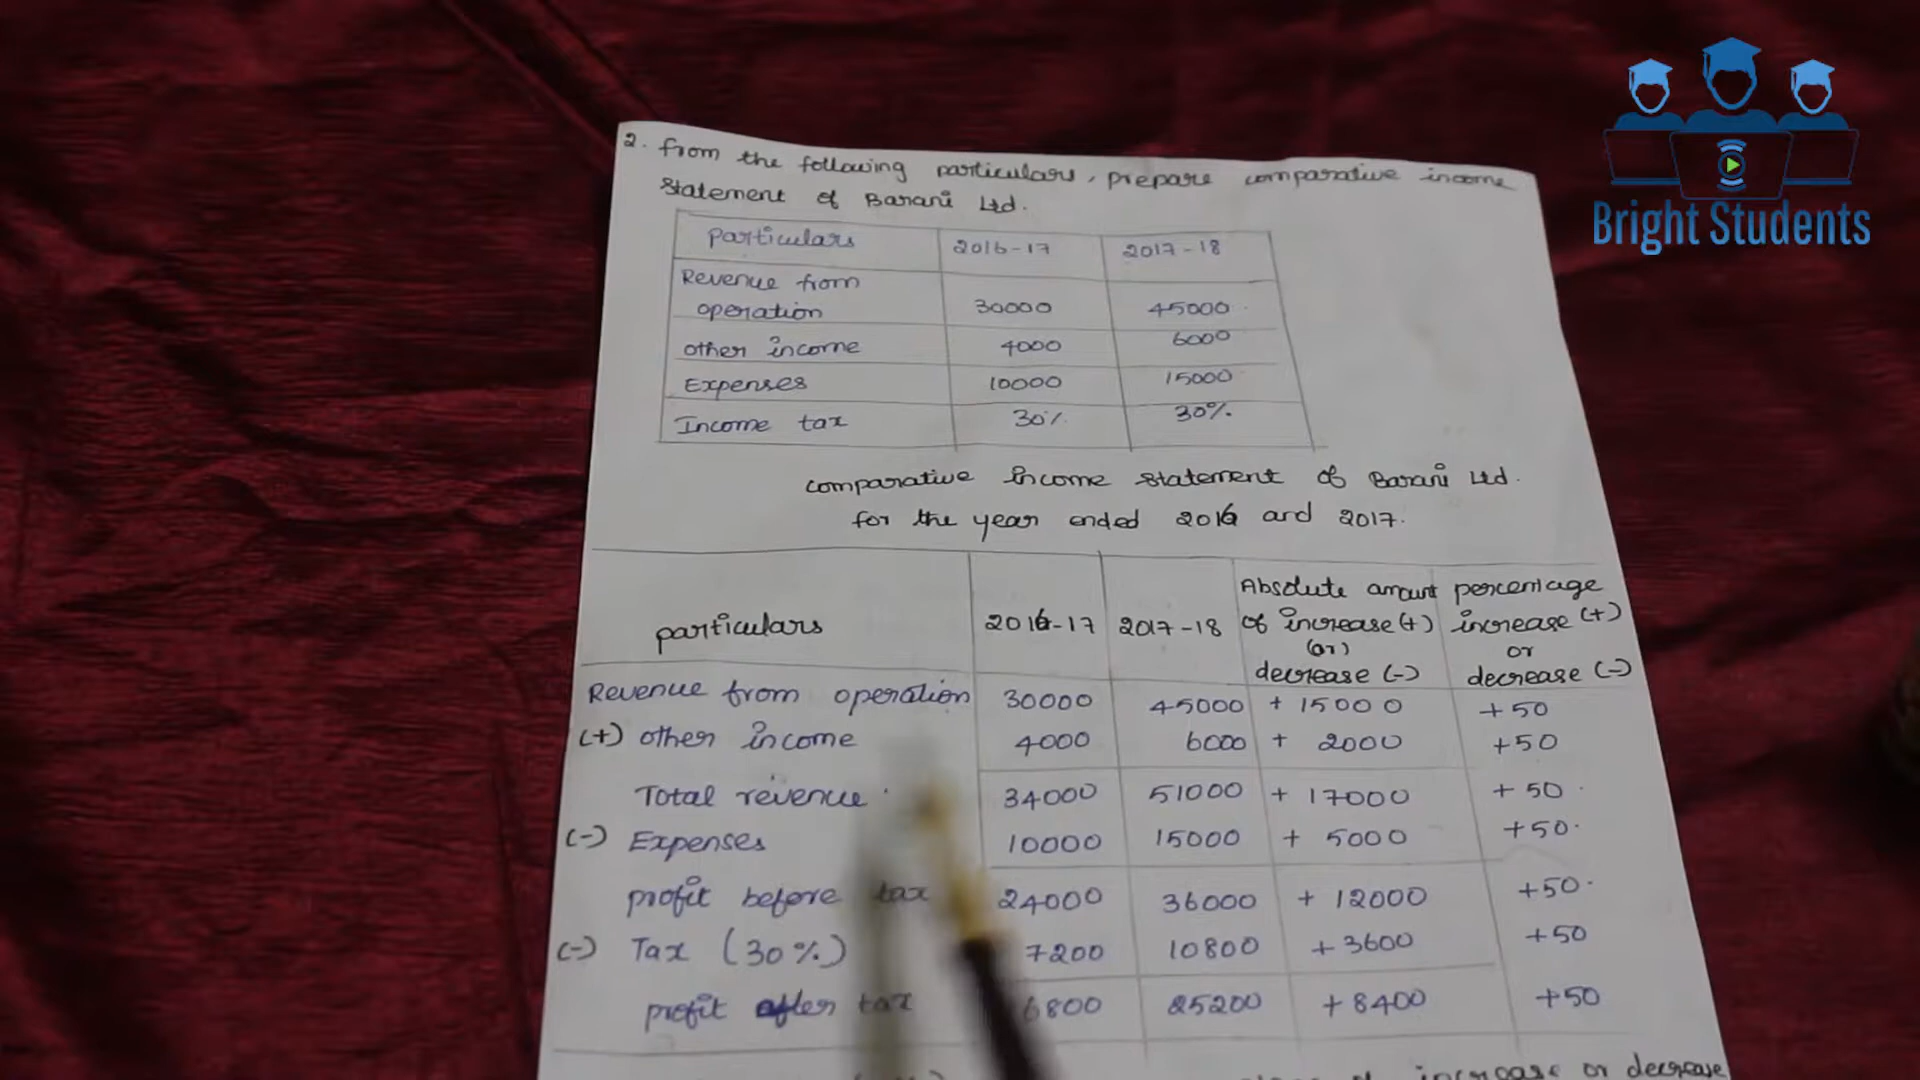 Bright Students
2. From the following particulars, prepare comparative income
statement of Barani Ltd.
Particulars 2016-17 2017-18
Revenue from
operation 30000 45000
other income 4000 6000
Expenses 10000 15000
Income tax 30% 30%
comparative income statement of Barani Ltd.
for the year ended 2016 and 2017.
particulars 2016-17 2017-18 Absolute amount of increase (+) (or) decrease (-) percentage increase (+) or decrease (-)
Revenue from operation 30000 45000 + 15000 +50
(+) other income 4000 6000 + 2000 +50
Total revenue 34000 51000 + 17000 + 50
(-) Expenses 10000 15000 + 5000 +50
profit before tax 24000 36000 + 12000 +50
(-) Tax (30%) 7200 10800 +3600 +50
profit after tax 6800 25200 +8400 +50
increase or decrease